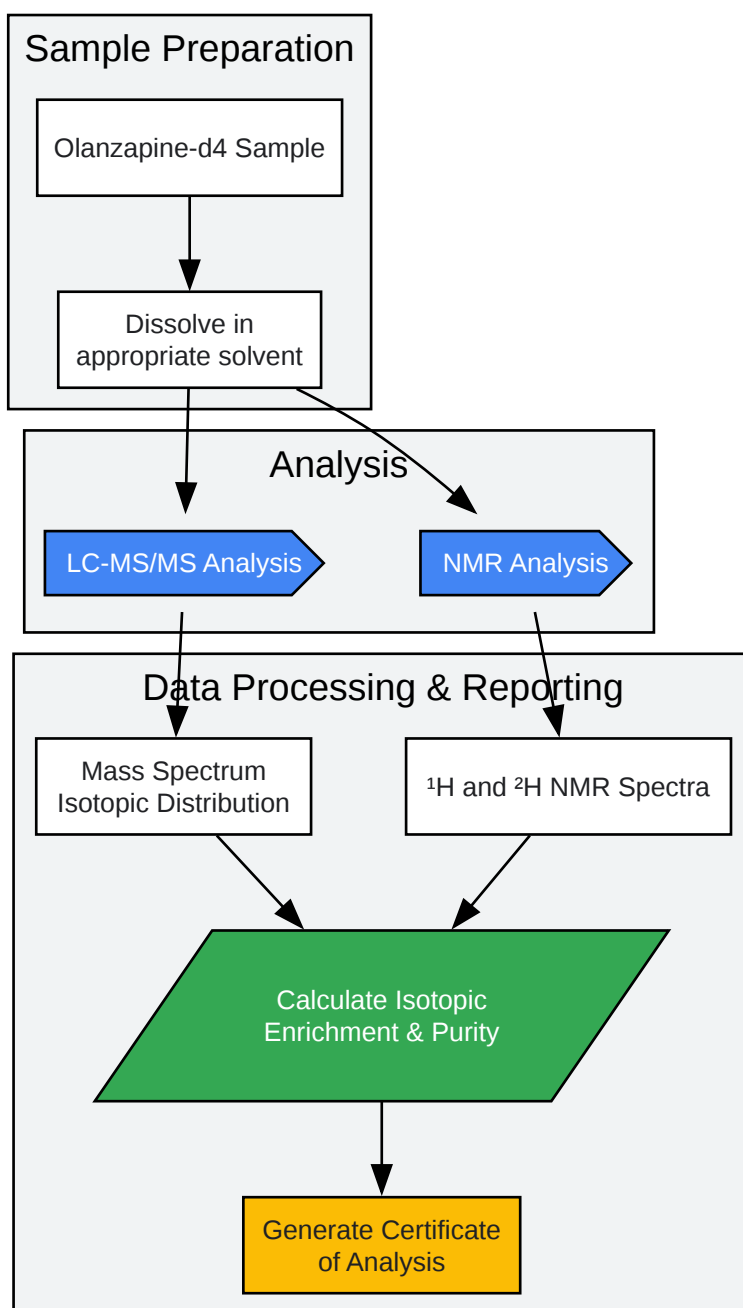 Sample Preparation
Olanzapine-d4 Sample
Dissolve in
appropriate solvent
Analysis
LC-MS/MS Analysis
NMR Analysis
Data Processing & Reporting
Mass Spectrum
Isotopic Distribution
¹H and ²H NMR Spectra
Calculate Isotopic
Enrichment & Purity
Generate Certificate
of Analysis